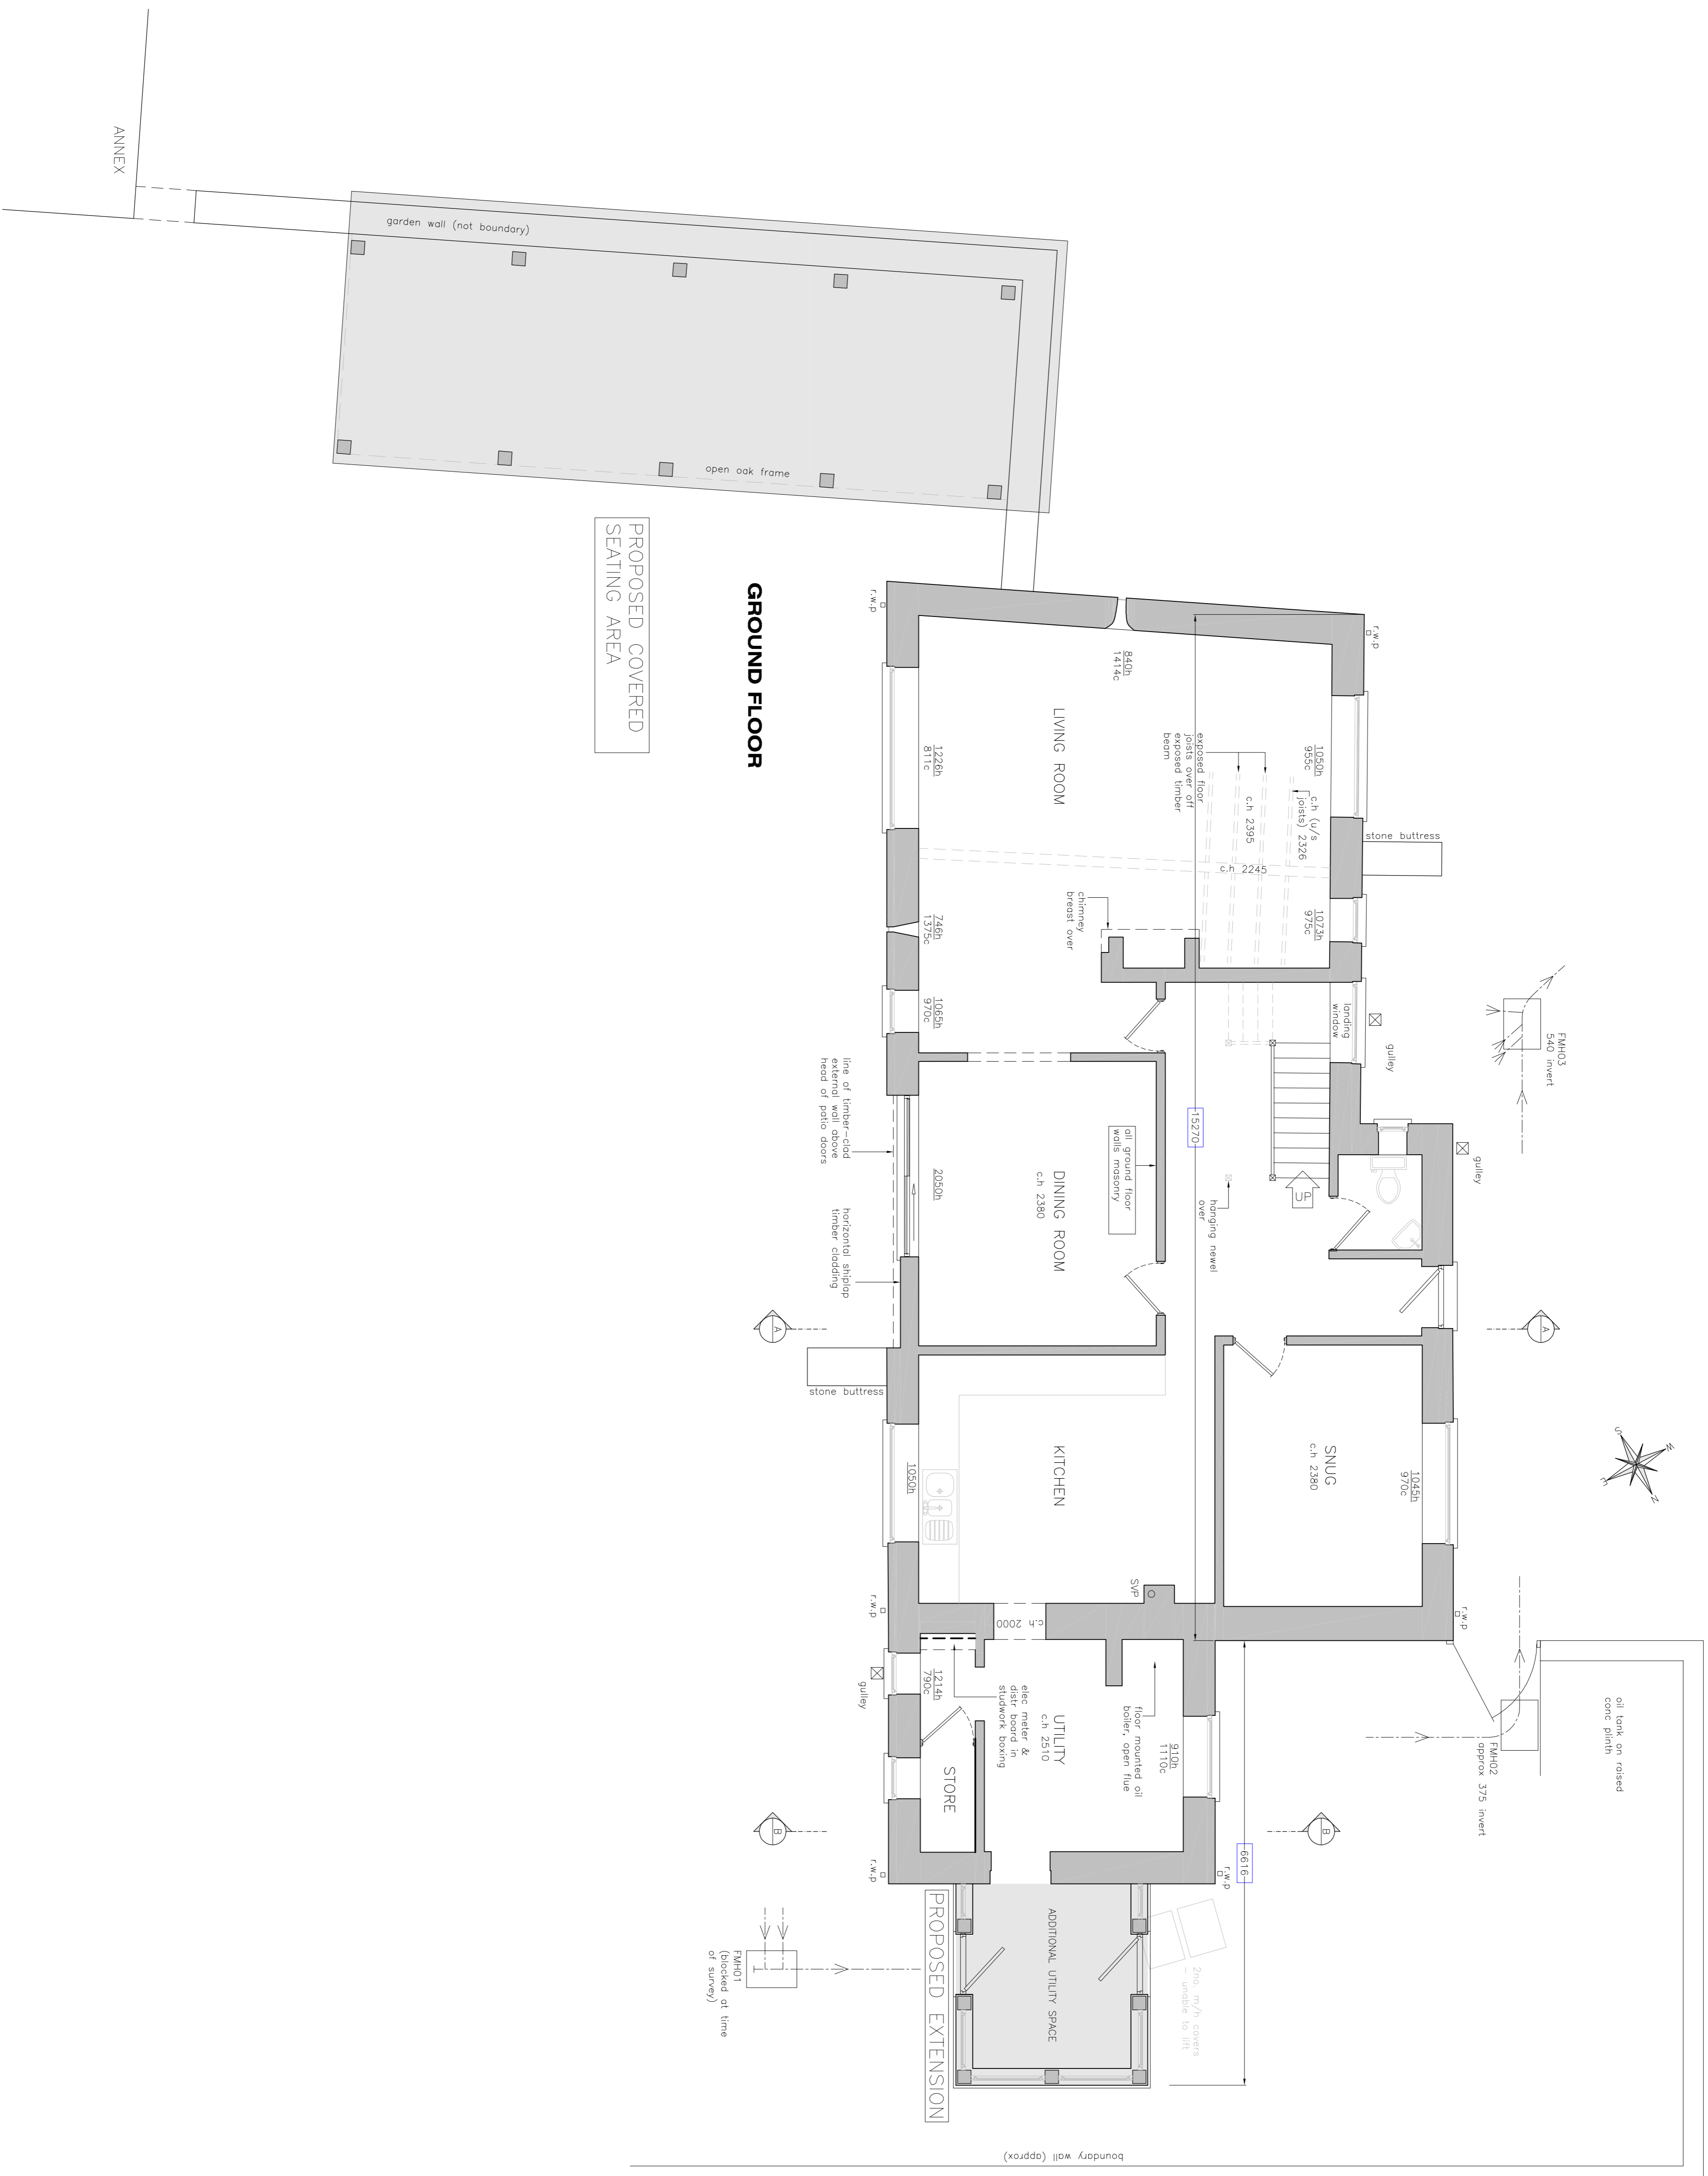 ANNEX
garden wall (not boundary)
open oak frame
PROPOSED COVERED
SEATING AREA
GROUND FLOOR
r.w.p
r.w.p
840h
1414c
LIVING ROOM
1226h
811c
1050h
955c
exposed floor
joists over off
exposed timber
beam
c.h 2395
c.h (u/s
joists) 2326
c.h 2245
stone buttress
chimney
breast over
746h
1375c
1073h
975c
1065h
970c
landing
window
gulley
FMH03
540 invert
line of timber-clad
external wall above
head of patio doors
15270
all ground floor
walls masonry
gulley
UP
hanging newel
over
DINING ROOM
c.h 2380
2050h
horizontal shiplap
timber cladding
A
A
stone buttress
S
W
E
N
KITCHEN
1050h
SNUG
c.h 2380
1045h
970c
SVP
c.h 2000
r.w.p
r.w.p
gulley
1214h
790c
elec meter &
distr board in
studwork boxing
UTILITY
c.h 2510
floor mounted oil
boiler, open flue
910h
1110c
STORE
oil tank on raised
conc plinth
FMH02
approx 375 invert
B
B
6616
r.w.p
r.w.p
PROPOSED EXTENSION
ADDITIONAL UTILITY SPACE
2no. m/h covers
- unable to lift
FMH01
(blocked at time
of survey)
boundary wall (approx)